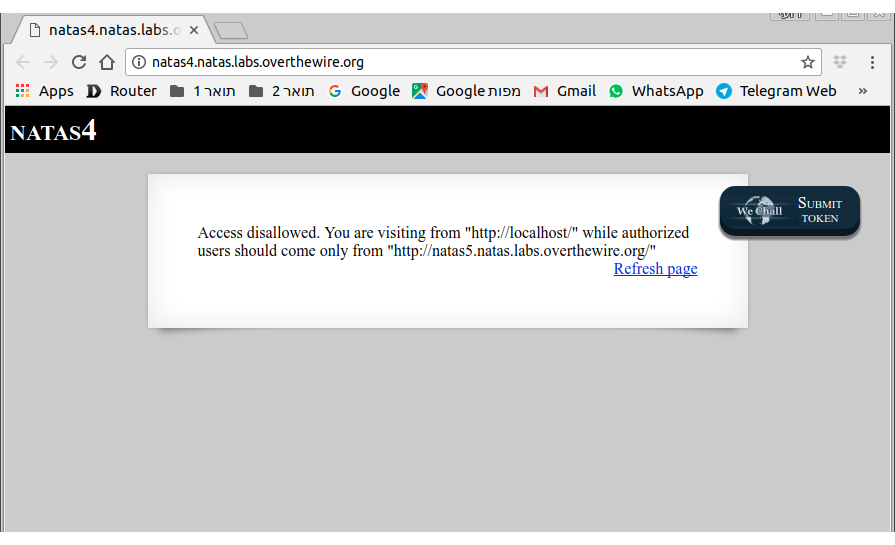 natas4.natas.labs.o
natas4.natas.labs.overthewire.org
Apps Router תואר 1 תואר 2 Google מפות Google Gmail WhatsApp Telegram Web »
NATAS4
Access disallowed. You are visiting from "http://localhost/" while authorized
users should come only from "http://natas5.natas.labs.overthewire.org/"
Refresh page
We Chall
SUBMIT
TOKEN